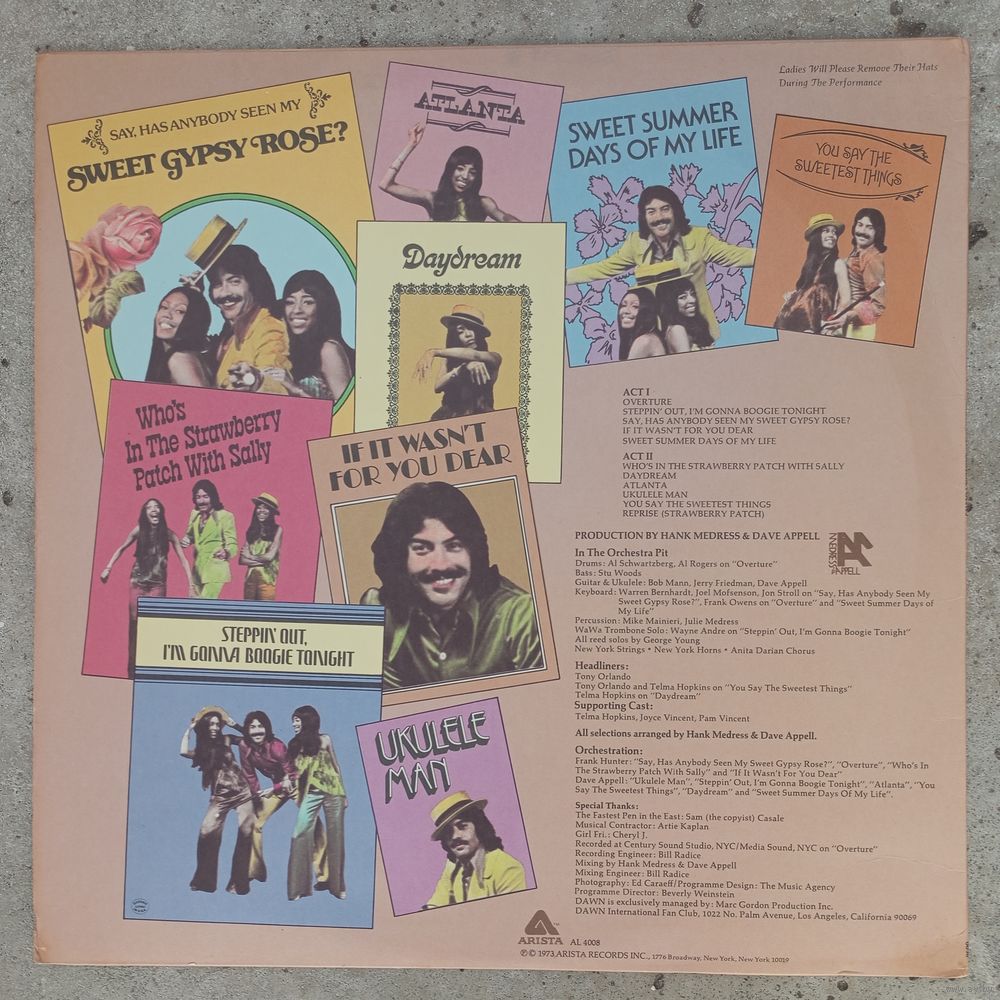 Ladies Will Please Remove Their Hats
During The Performance
SAY, HAS ANYBODY SEEN MY
SWEET GYPSY ROSE?
ATLANTA
SWEET SUMMER
DAYS OF MY LIFE
YOU SAY THE
SWEETEST THINGS
Daydream
Who's
In The Strawberry
Patch With Sally
IF IT WASN'T
FOR YOU DEAR
STEPPIN' OUT,
I'M GONNA BOOGIE TONIGHT
UKULELE
MAN
ACT I
OVERTURE
STEPPIN' OUT, I'M GONNA BOOGIE TONIGHT
SAY, HAS ANYBODY SEEN MY SWEET GYPSY ROSE?
IF IT WASN'T FOR YOU DEAR
SWEET SUMMER DAYS OF MY LIFE
ACT II
WHO'S IN THE STRAWBERRY PATCH WITH SALLY
DAYDREAM
ATLANTA
UKULELE MAN
YOU SAY THE SWEETEST THINGS
REPRISE (STRAWBERRY PATCH)
PRODUCTION BY HANK MEDRESS & DAVE APPELL
MEDRESS & APPELL
In The Orchestra Pit
Drums: Al Schwartzberg, Al Rogers on "Overture"
Bass: Stu Woods
Guitar & Ukulele: Bob Mann, Jerry Friedman, Dave Appell
Keyboard: Warren Bernhardt, Joel Mofsenson, Jon Stroll on "Say, Has Anybody Seen My
Sweet Gypsy Rose?", Frank Owens on "Overture" and "Sweet Summer Days of
My Life"
Percussion: Mike Mainieri, Julie Medress
WaWa Trombone Solo: Wayne Andre on "Steppin' Out, I'm Gonna Boogie Tonight"
All reed solos by George Young
New York Strings • New York Horns • Anita Darian Chorus
Headliners:
Tony Orlando
Tony Orlando and Telma Hopkins on "You Say The Sweetest Things"
Telma Hopkins on "Daydream"
Supporting Cast:
Telma Hopkins, Joyce Vincent, Pam Vincent
All selections arranged by Hank Medress & Dave Appell.
Orchestration:
Frank Hunter: "Say, Has Anybody Seen My Sweet Gypsy Rose?", "Overture", "Who's In
The Strawberry Patch With Sally" and "If It Wasn't For You Dear"
Dave Appell: "Ukulele Man", "Steppin' Out, I'm Gonna Boogie Tonight", "Atlanta", "You
Say The Sweetest Things", "Daydream" and "Sweet Summer Days Of My Life".
Special Thanks:
The Fastest Pen in the East: Sam (the copyist) Casale
Musical Contractor: Artie Kaplan
Girl Fri.: Cheryl J.
Recorded at Century Sound Studio, NYC/Media Sound, NYC on "Overture"
Recording Engineer: Bill Radice
Mixing by Hank Medress & Dave Appell
Mixing Engineer: Bill Radice
Photography: Ed Caraeff/Programme Design: The Music Agency
Programme Director: Beverly Weinstein
DAWN is exclusively managed by: Marc Gordon Production Inc.
DAWN International Fan Club, 1022 No. Palm Avenue, Los Angeles, California 90069
ARISTA AL 4008
℗© 1973 ARISTA RECORDS INC., 1776 Broadway, New York, New York 10019